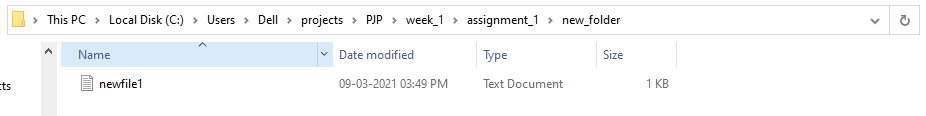 This PC > Local Disk (C:) > Users > Dell > projects > PJP > week_1 > assignment_1 > new_folder
Name Date modified Type Size
cts
newfile1 09-03-2021 03:49 PM Text Document 1 KB